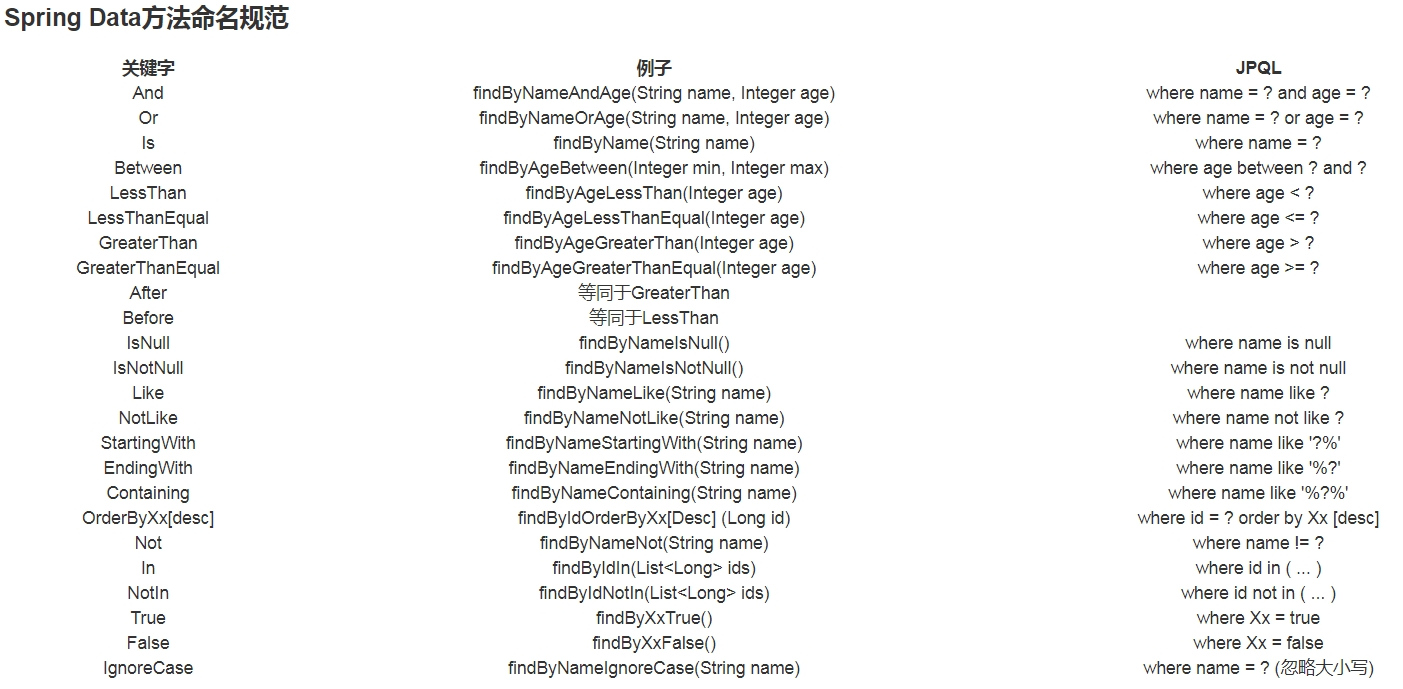 Spring Data方法命名规范
关键字 例子 JPQL
And findByNameAndAge(String name, Integer age) where name = ? and age = ?
Or findByNameOrAge(String name, Integer age) where name = ? or age = ?
Is findByName(String name) where name = ?
Between findByAgeBetween(Integer min, Integer max) where age between ? and ?
LessThan findByAgeLessThan(Integer age) where age < ?
LessThanEqual findByAgeLessThanEqual(Integer age) where age <= ?
GreaterThan findByAgeGreaterThan(Integer age) where age > ?
GreaterThanEqual findByAgeGreaterThanEqual(Integer age) where age >= ?
After 等同于GreaterThan
Before 等同于LessThan
IsNull findByNameIsNull() where name is null
IsNotNull findByNameIsNotNull() where name is not null
Like findByNameLike(String name) where name like ?
NotLike findByNameNotLike(String name) where name not like ?
StartingWith findByNameStartingWith(String name) where name like '?%'
EndingWith findByNameEndingWith(String name) where name like '%?'
Containing findByNameContaining(String name) where name like '%?%'
OrderByXx[desc] findByIdOrderByXx[Desc] (Long id) where id = ? order by Xx [desc]
Not findByNameNot(String name) where name != ?
In findByIdIn(List<Long> ids) where id in ( ... )
NotIn findByIdNotIn(List<Long> ids) where id not in ( ... )
True findByXxTrue() where Xx = true
False findByXxFalse() where Xx = false
IgnoreCase findByNameIgnoreCase(String name) where name = ? (忽略大小写)